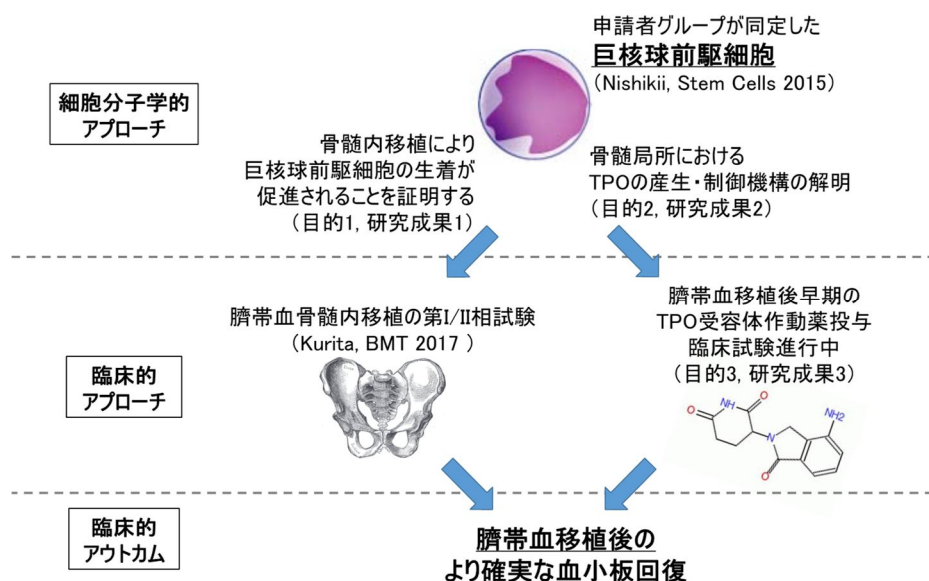 申請者グループが同定した
巨核球前駆細胞
(Nishikii, Stem Cells 2015)
細胞分子学的
アプローチ
骨髄内移植により
巨核球前駆細胞の生着が
促進されることを証明する
(目的1, 研究成果1)
骨髄局所における
TPOの産生・制御機構の解明
(目的2, 研究成果2)
臍帯血骨髄内移植の第I/II相試験
(Kurita, BMT 2017 )
臍帯血移植後早期の
TPO受容体作動薬投与
臨床試験進行中
(目的3, 研究成果3)
臨床的
アプローチ
O
NH
O
NH2
N
O
臨床的
アウトカム
臍帯血移植後の
より確実な血小板回復